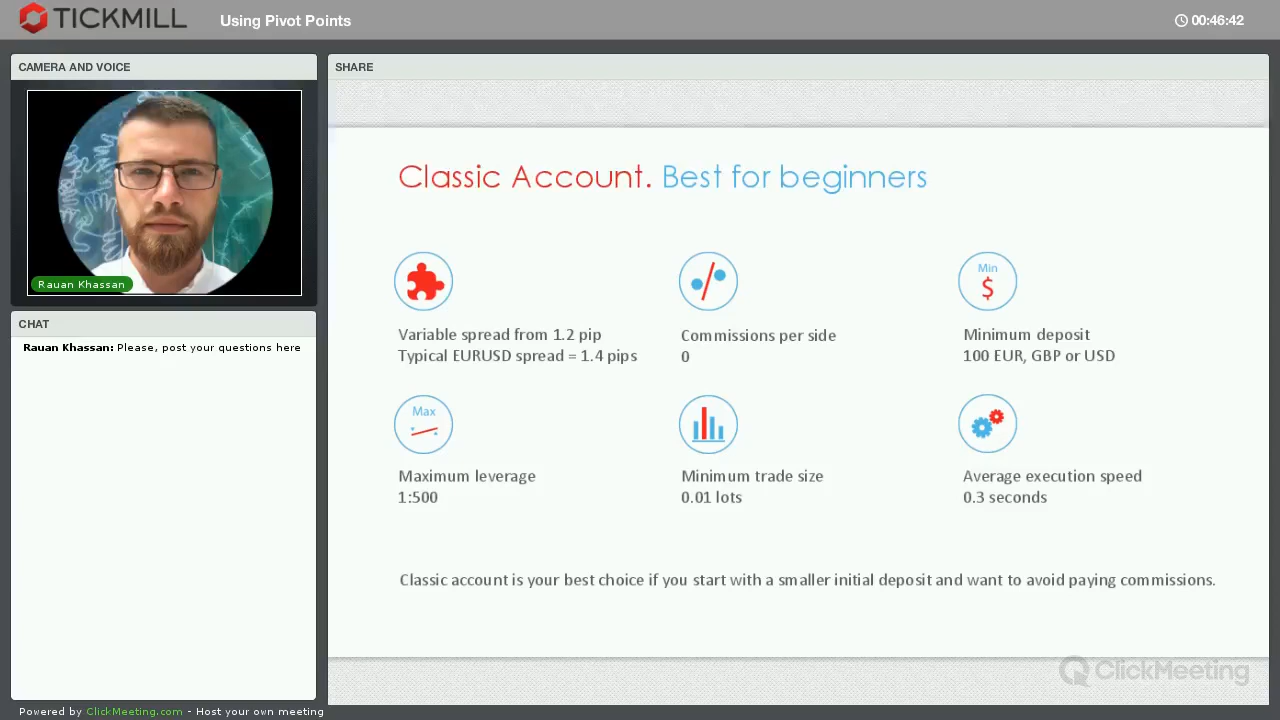 TICKMILL
Using Pivot Points
00:46:42
CAMERA AND VOICE
Rauan Khassan
CHAT
Rauan Khassan: Please, post your questions here
SHARE
Classic Account. Best for beginners
Variable spread from 1.2 pip
Typical EURUSD spread = 1.4 pips
Commissions per side
0
Min
$
Minimum deposit
100 EUR, GBP or USD
Max
Maximum leverage
1:500
Minimum trade size
0.01 lots
Average execution speed
0.3 seconds
Classic account is your best choice if you start with a smaller initial deposit and want to avoid paying commissions.
ClickMeeting
Powered by ClickMeeting.com - Host your own meeting